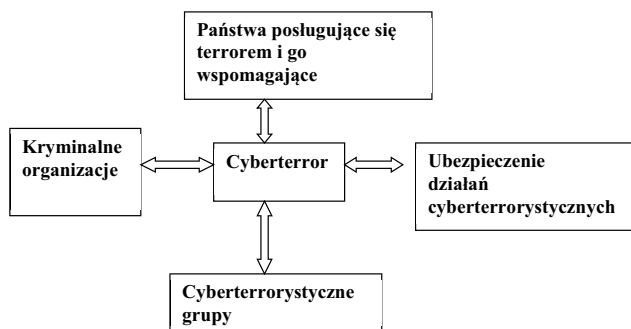 Państwa posługujące się
terrorem i go
wspomagające
Kryminalne
organizacje
Cyberterror
Ubezpieczenie
działań
cyberterrorystycznych
Cyberterrorystyczne
grupy